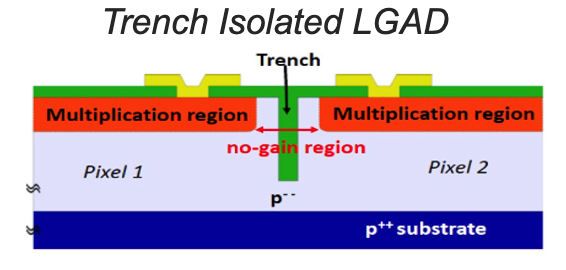 Trench Isolated LGAD
Trench
Multiplication region Multiplication region
no-gain region
Pixel 1 Pixel 2
p⁻⁻
p⁺⁺ substrate